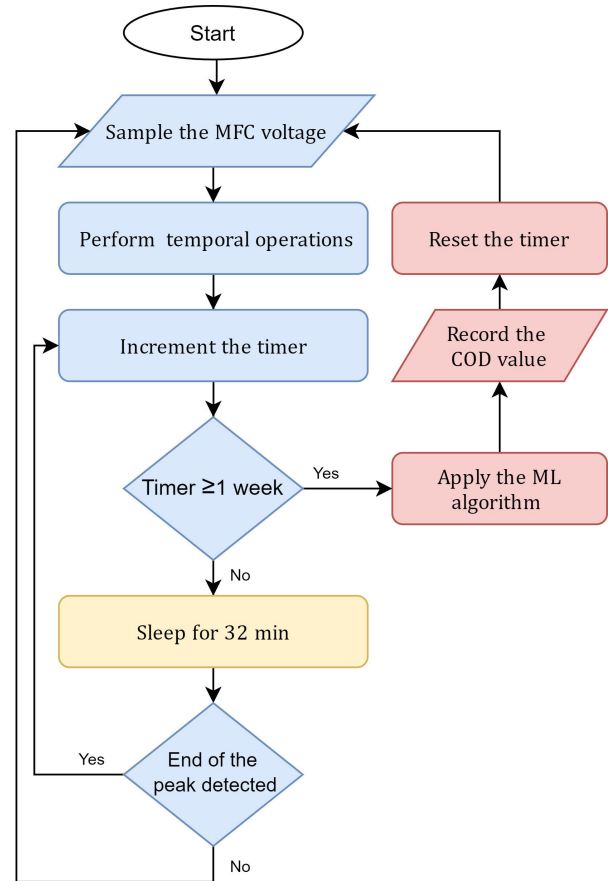 Start
Sample the MFC voltage
Perform temporal operations
Reset the timer
Increment the timer
Record the
COD value
Timer ≥1 week
Yes
Apply the ML
algorithm
No
Sleep for 32 min
End of the
peak detected
Yes
No